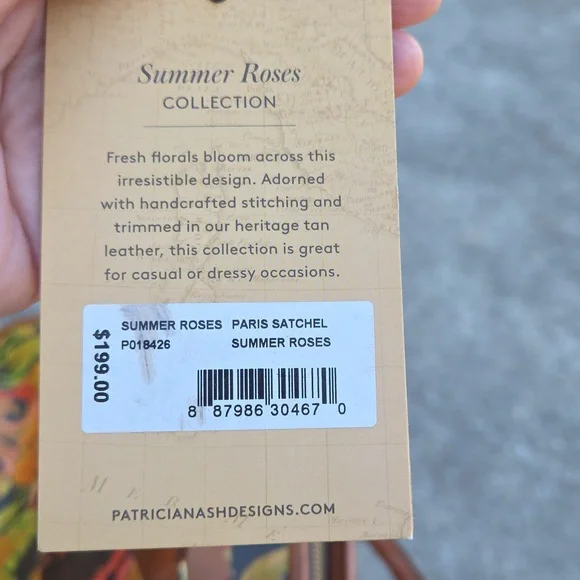 Summer Roses
COLLECTION
Fresh florals bloom across this
irresistible design. Adorned
with handcrafted stitching and
trimmed in our heritage tan
leather, this collection is great
for casual or dressy occasions.
$199.00
SUMMER ROSES PARIS SATCHEL
P018426 SUMMER ROSES
8 87986 30467 0
PATRICIANASHDESIGNS.COM